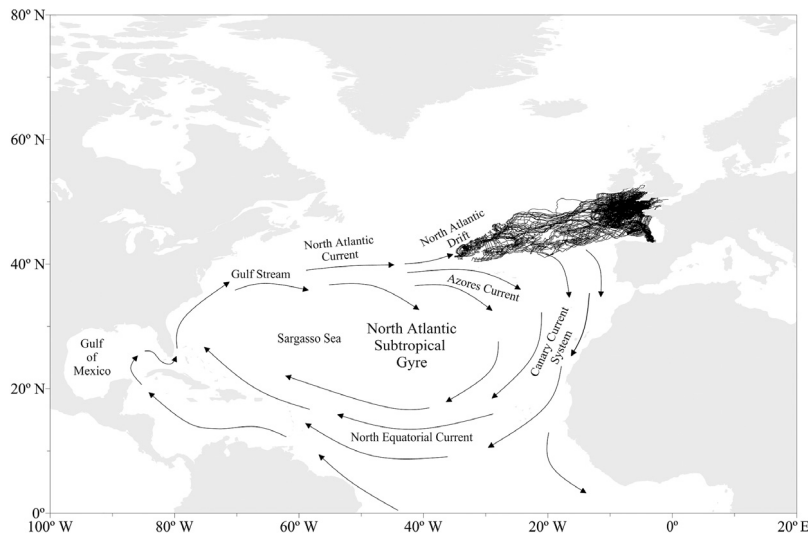 80º N
60º N
40º N
20º N
0º
100º W
80º W
60º W
40º W
20º W
0º
20º E
North Atlantic
Current
North Atlantic
Drift
Gulf Stream
Azores Current
Gulf
of
Mexico
Sargasso Sea
North Atlantic
Subtropical
Gyre
Canary Current
System
North Equatorial Current